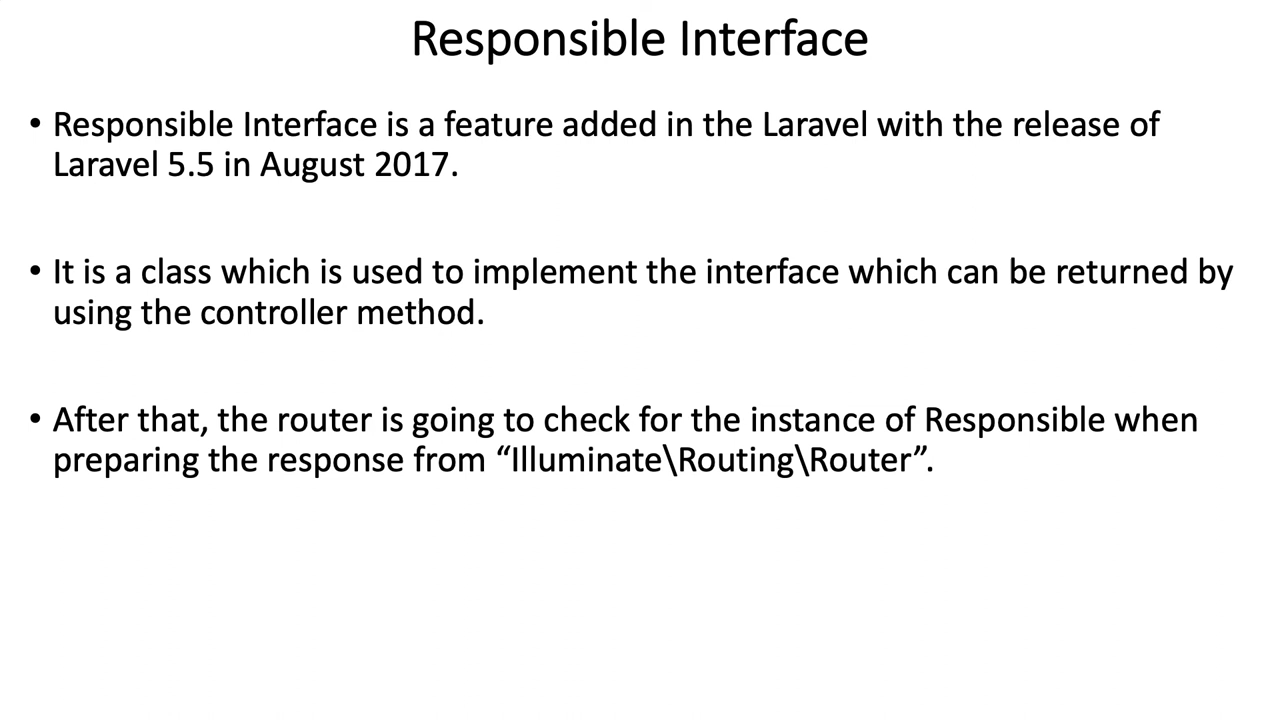 Responsible Interface
• Responsible Interface is a feature added in the Laravel with the release of
Laravel 5.5 in August 2017.
• It is a class which is used to implement the interface which can be returned by
using the controller method.
• After that, the router is going to check for the instance of Responsible when
preparing the response from “Illuminate\Routing\Router”.